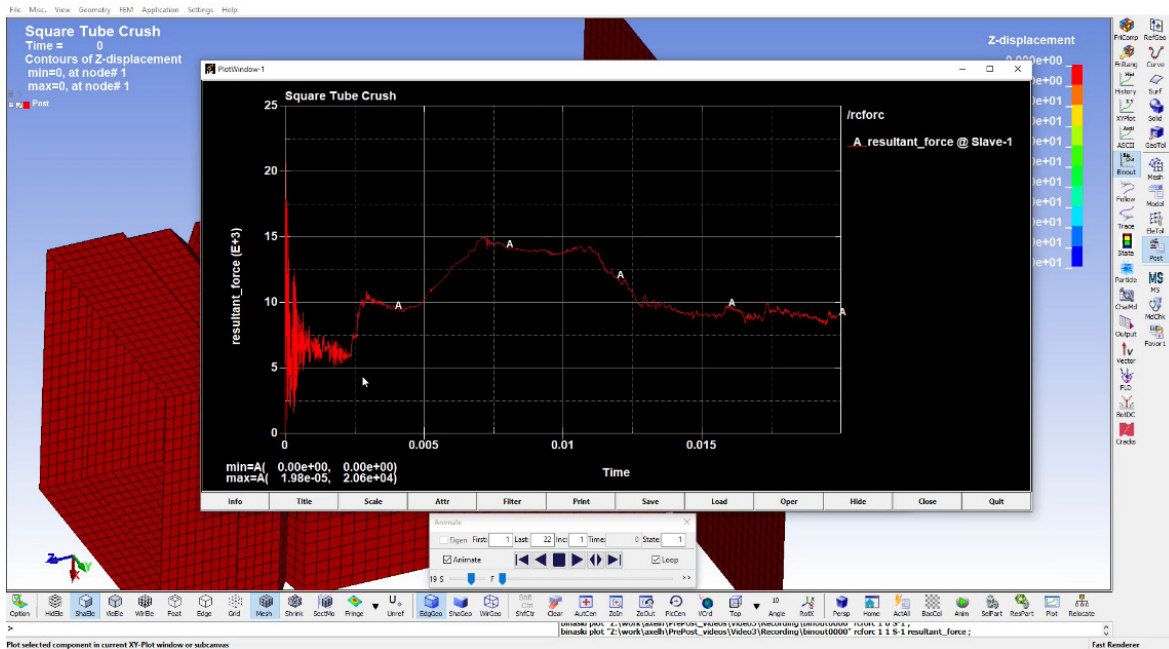 File Misc. View Geometry FEM Application Settings Help
Square Tube Crush
Time = 0
Contours of Z-displacement
min=0, at node# 1
max=0, at node# 1
Z-displacement
PlotWindow-1
Square Tube Crush
/rcforc
A resultant_force @ Slave-1
resultant_force (E+3)
25
20
15
10
5
0
0 0.005 0.01 0.015
Time
A
A
A
A
A
min=A( 0.00e+00, 0.00e+00)
max=A( 1.98e-05, 2.06e+04)
Info Title Scale Attr Filter Print Save Load Oper Hide Close Quit
Animate
Eigen First: 1 Last: 22 Inc: 1 Time: 0 State: 1
Animate Loop
19 S F >>
FriComp RefGeo
FriRang Curve
History Surf
XYPlot Solid
ASCII GeoTol
Binout Mesh
Follow Model
Trace EleTol
State Post
Particle MS
ChaiMd MdChk
Output Favor1
Vector
FLD
BotDC
Cracks
Option HidEle ShaEle VieEle WirEle Feat Edge Grid Mesh Shrink SectMo Fringe Unref EdgGeo ShaGeo WirGeo ShfCtr Clear AutCen ZoIn ZoOut PicCen VCrd Top 10 Angle RotX Persp Home ActAll BacCol Anim SelPart ResPart Plot Relocate
>
binaski plot "Z:\work\axelh\PrePost_videos\Video3\Recording\binout0000" rcforc 1 1 S-1 resultant_force ;
Plot selected component in current XY-Plot window or subcanvas
Fast Renderer